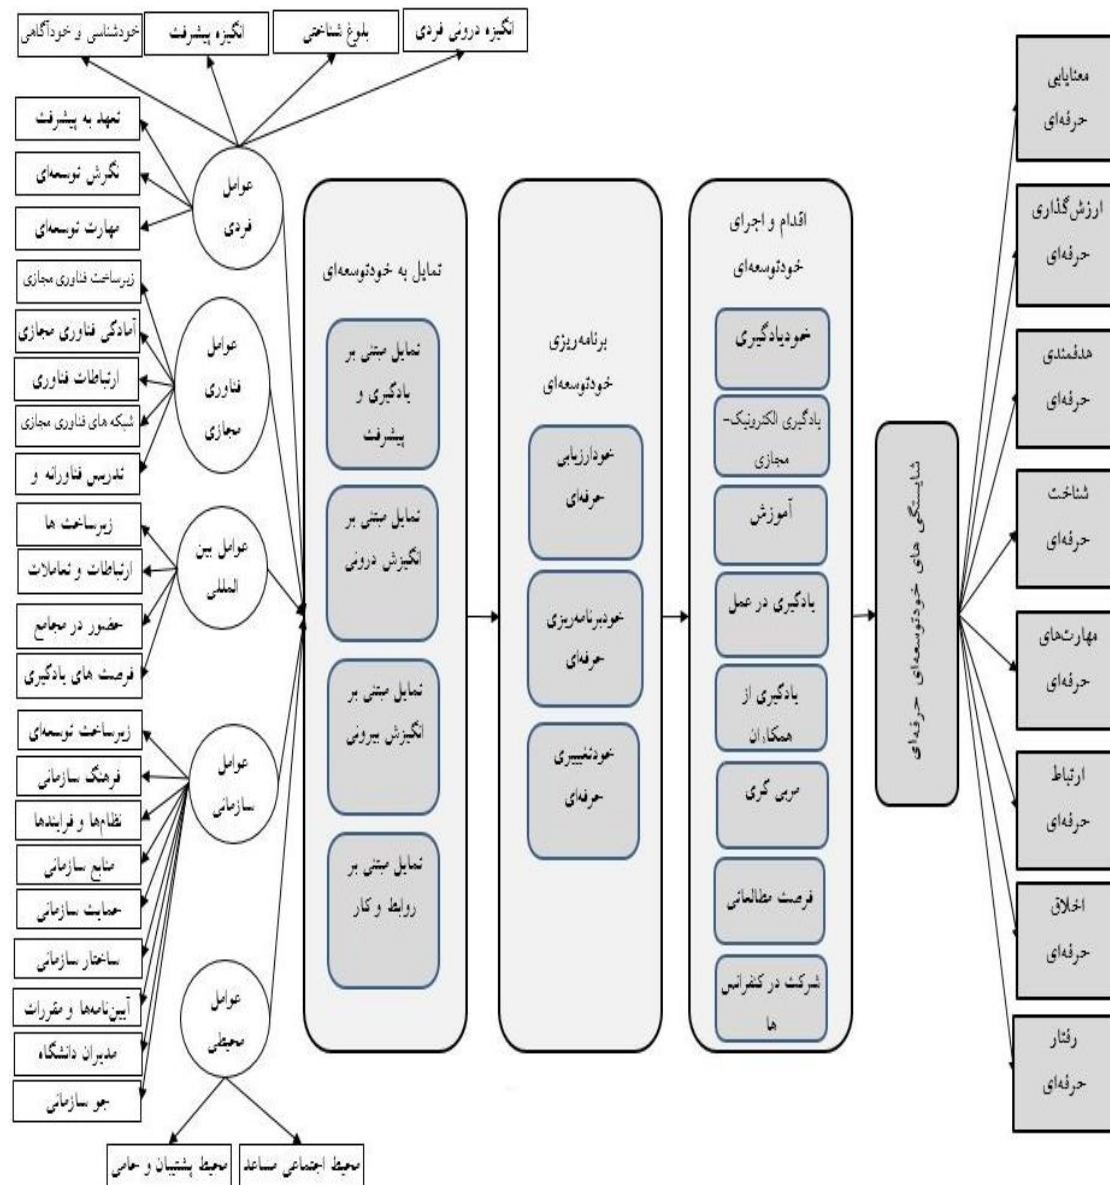 خودشناسی و خودآگاهی
انگیزه پیشرفت
بلوغ شناختی
انگیزه درونی فردی
تعهد به پیشرفت
نگرش توسعه‌ای
مهارت توسعه‌ای
عوامل
فردی
زیرساخت فناوری مجازی
آمادگی فناوری مجازی
ارتباطات فناوری
شبکه های فناوری مجازی
تدریس فناورانه و
عوامل
فناوری
مجازی
زیرساخت ها
ارتباطات و تعاملات
حضور در مجامع
فرصت های یادگیری
عوامل بین
المللی
زیرساخت توسعه‌ای
فرهنگ سازمانی
نظام‌ها و فرایندها
منابع سازمانی
حمایت سازمانی
ساختار سازمانی
آیین‌نامه‌ها و مقررات
مدیران دانشگاه
جو سازمانی
عوامل
سازمانی
عوامل
محیطی
محیط پشتیبان و حامی
محیط اجتماعی مساعد
تمایل به خودتوسعه‌ای
تمایل مبتنی بر
یادگیری و
پیشرفت
تمایل مبتنی بر
انگیزش درونی
تمایل مبتنی بر
انگیزش بیرونی
تمایل مبتنی بر
روابط و کار
برنامه‌ریزی
خودتوسعه‌ای
خودارزیابی
حرفه‌ای
خودبرنامه‌ریزی
حرفه‌ای
خودتغییری
حرفه‌ای
اقدام و اجرای
خودتوسعه‌ای
خودیادگیری
یادگیری الکترونیک-
مجازی
آموزش
یادگیری در عمل
یادگیری از
همکاران
مربی گری
فرصت مطالعاتی
شرکت در کنفرانس
ها
شایستگی های خودتوسعه‌ای حرفه‌ای
معنایابی
حرفه‌ای
ارزش‌گذاری
حرفه‌ای
هدفمندی
حرفه‌ای
شناخت
حرفه‌ای
مهارت‌های
حرفه‌ای
ارتباط
حرفه‌ای
اخلاق
حرفه‌ای
رفتار
حرفه‌ای